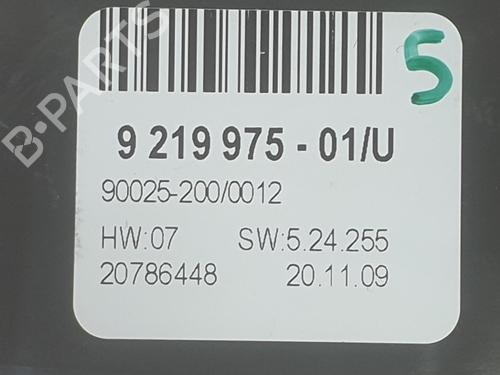 B-PARTS
5
9 219 975 - 01/U
90025-200/0012
HW:07 SW:5.24.255
20786448 20.11.09